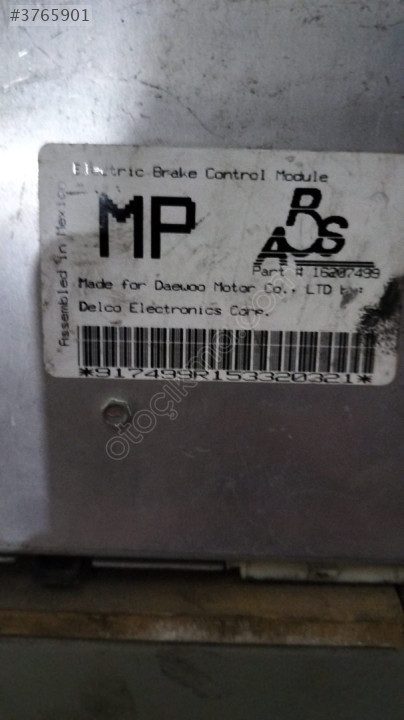 #3765901
Electric Brake Control Module
MP
ABS
Part # 16207499
Made for Daewoo Motor Co., LTD by:
Delco Electronics Corp.
Assembled in Mexico
*917499R153320321*
otoçıkma.com